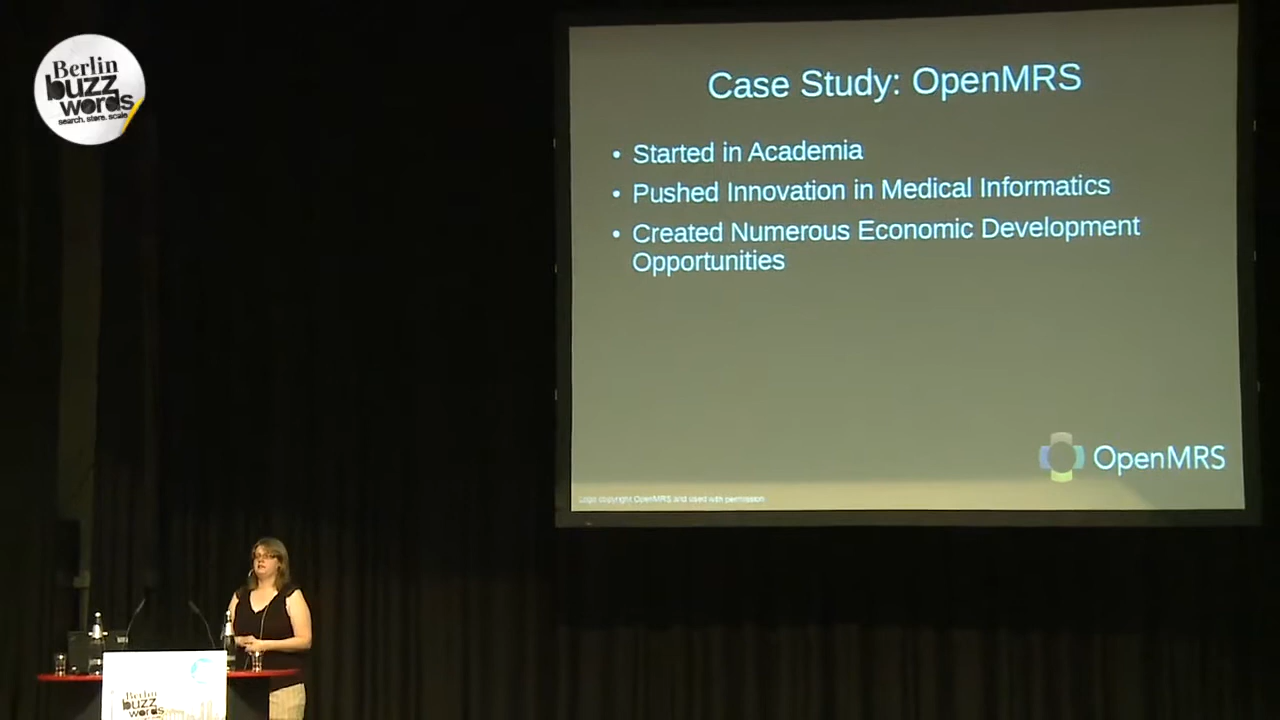 Berlin
buzz
words
search. store. scale
Case Study: OpenMRS
• Started in Academia
• Pushed Innovation in Medical Informatics
• Created Numerous Economic Development
Opportunities
OpenMRS
Logo copyright OpenMRS and used with permission
Berlin
buzz
words